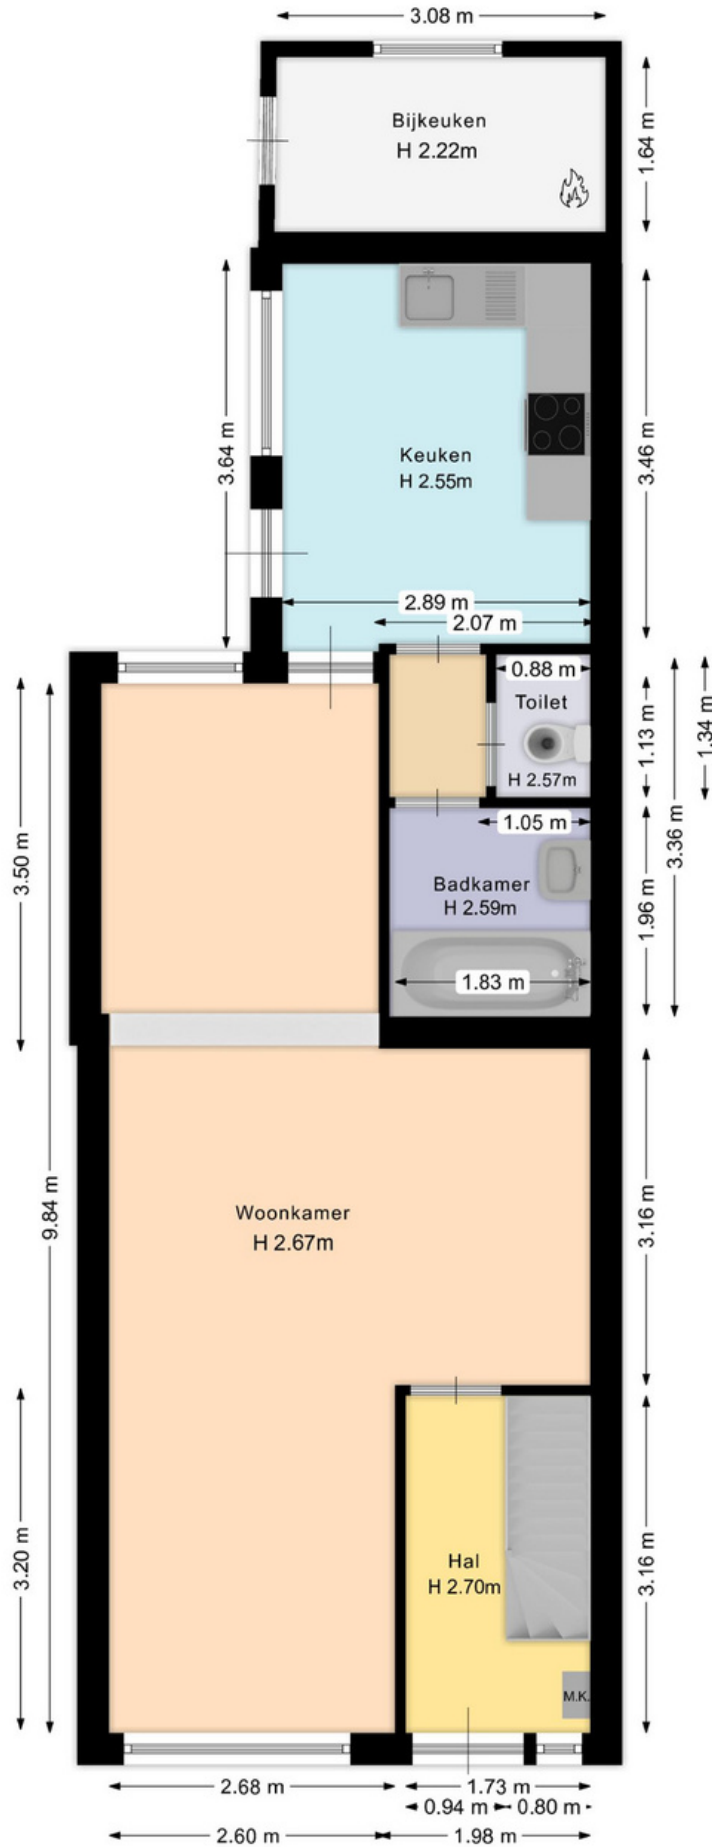 3.08 m
Bijkeuken
H 2.22m
1.64 m
3.64 m
Keuken
H 2.55m
3.46 m
2.89 m
2.07 m
0.88 m
Toilet
H 2.57m
1.13 m
1.34 m
3.36 m
3.50 m
1.05 m
Badkamer
H 2.59m
1.96 m
1.83 m
9.84 m
Woonkamer
H 2.67m
3.16 m
3.20 m
Hal
H 2.70m
3.16 m
M.K.
2.68 m
1.73 m
0.94 m
0.80 m
2.60 m
1.98 m